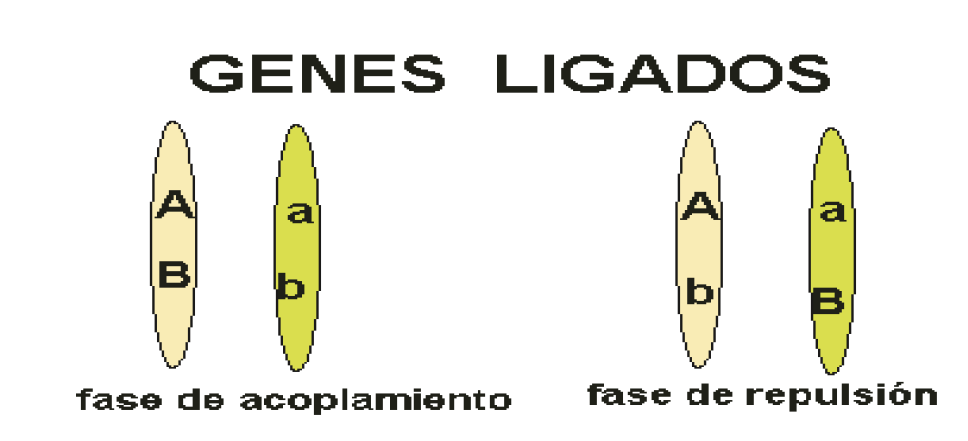 GENES LIGADOS
A a A a
B b b B
fase de acoplamiento fase de repulsión